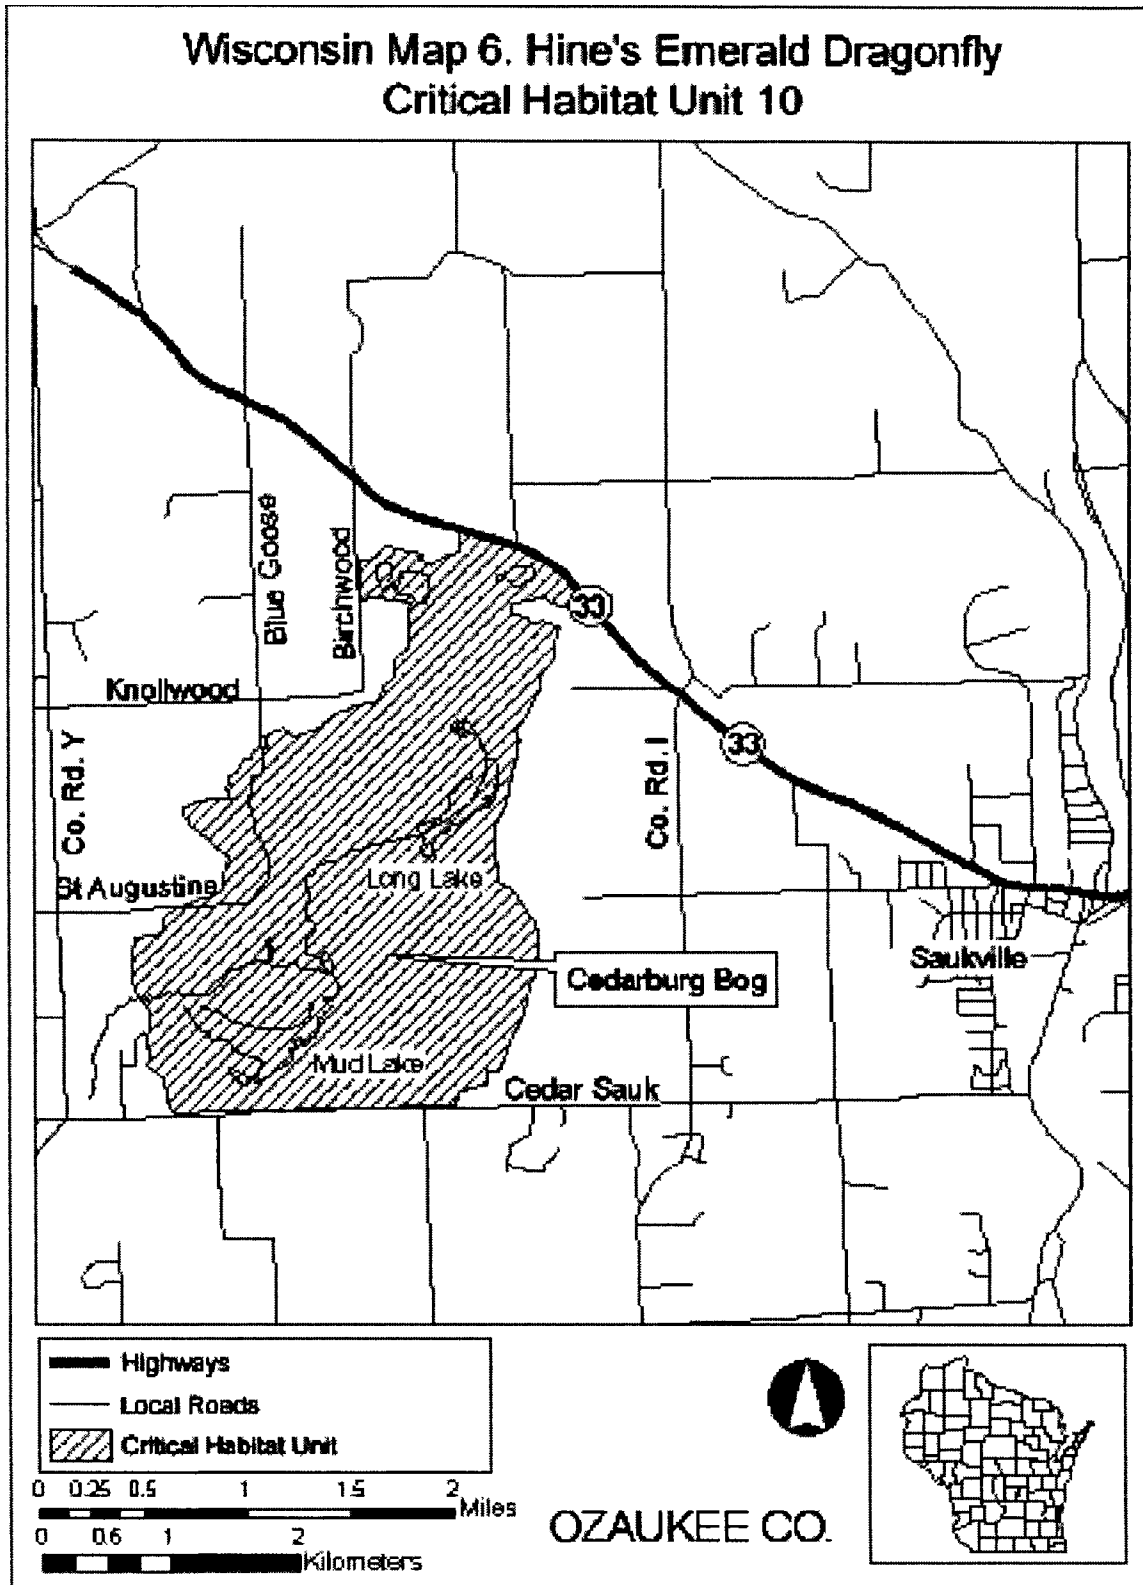 Wisconsin Map 6. Hine's Emerald Dragonfly
Critical Habitat Unit 10
Blue Goose
Birchwood
33
Knollwood
Co. Rd. Y
Co. Rd. I
33
St Augustine
Long Lake
Saukville
Cedarburg Bog
Mud Lake
Cedar Sauk
Highways
Local Roads
Critical Habitat Unit
0 0.25 0.5 1 1.5 2
Miles
0 0.6 1 2
Kilometers
OZAUKEE CO.